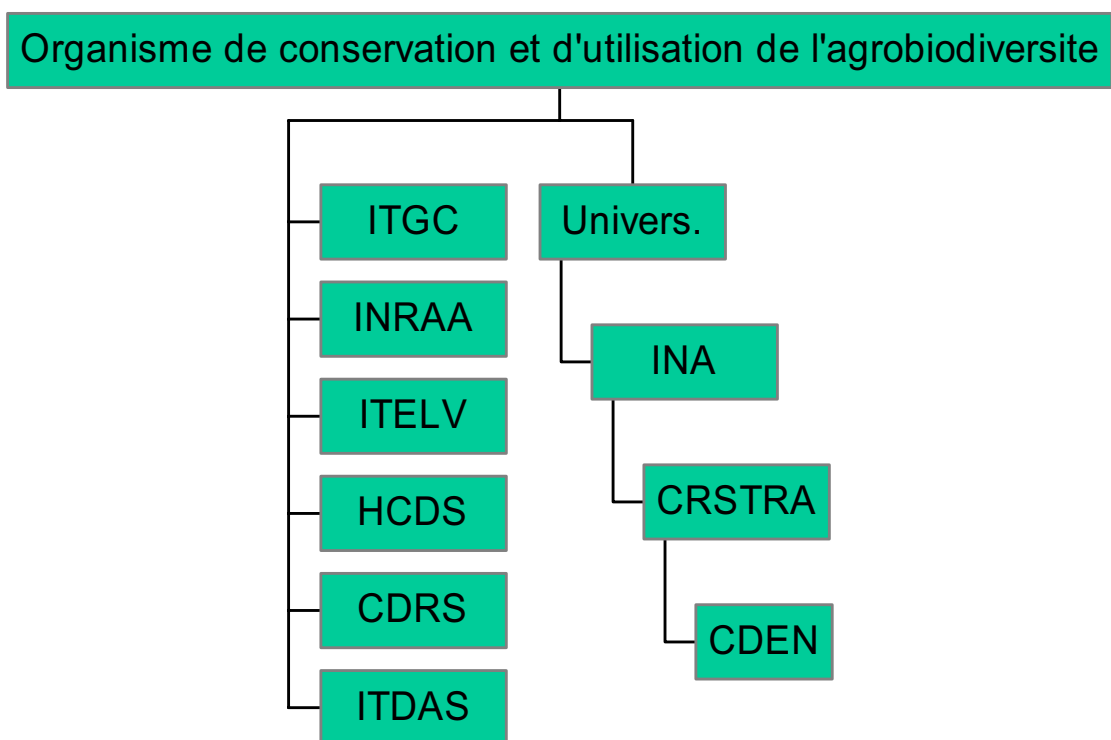 Organisme de conservation et d'utilisation de l'agrobiodiversite
ITGC
INRAA
ITELV
HCDS
CDRS
ITDAS
Univers.
INA
CRSTRA
CDEN